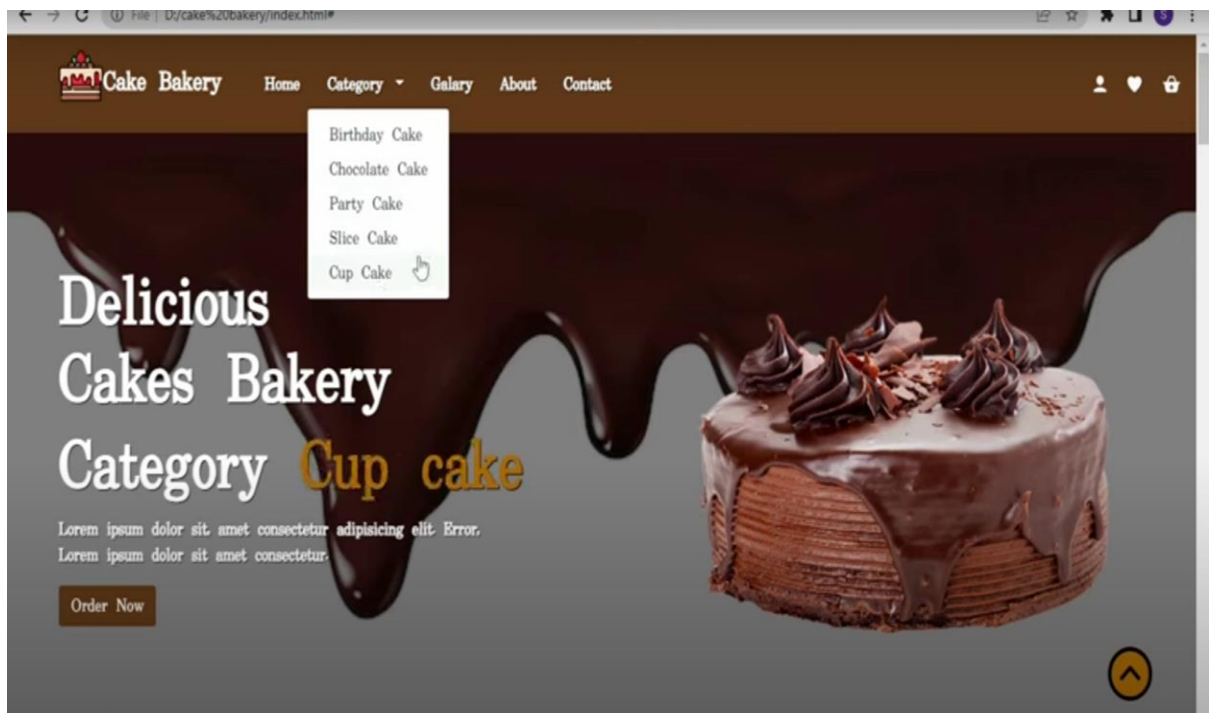 File | D:/cake%20bakery/index.html#
S
Cake Bakery
Home Category Galary About Contact
Birthday Cake
Chocolate Cake
Party Cake
Slice Cake
Cup Cake
Delicious
Cakes Bakery
Category Cup cake
Lorem ipsum dolor sit amet consectetur adipisicing elit. Error.
Lorem ipsum dolor sit amet consectetur.
Order Now